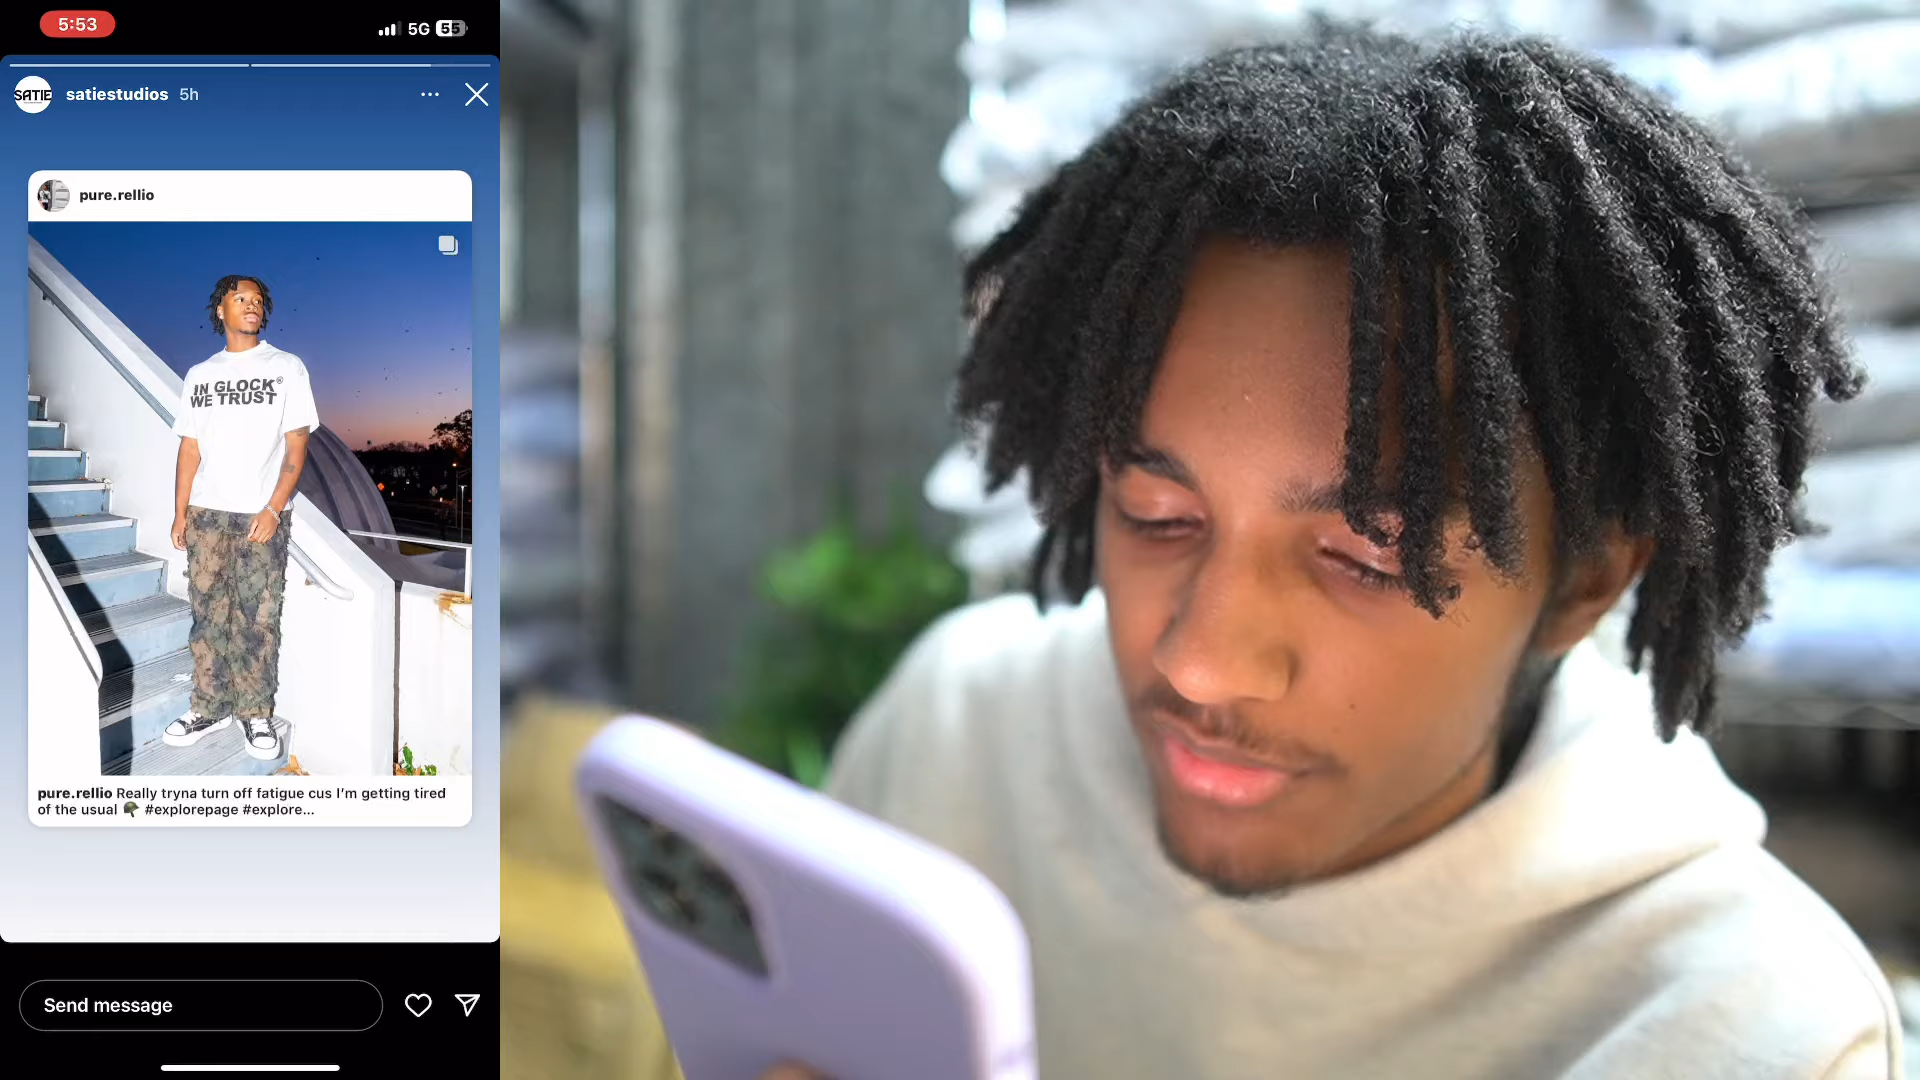 5:53
5G 55
SATIE
satiestudios 5h
pure.rellio
IN GLOCK®
WE TRUST
pure.rellio Really tryna turn off fatigue cus I'm getting tired
of the usual 🪖 #explorepage #explore...
Send message